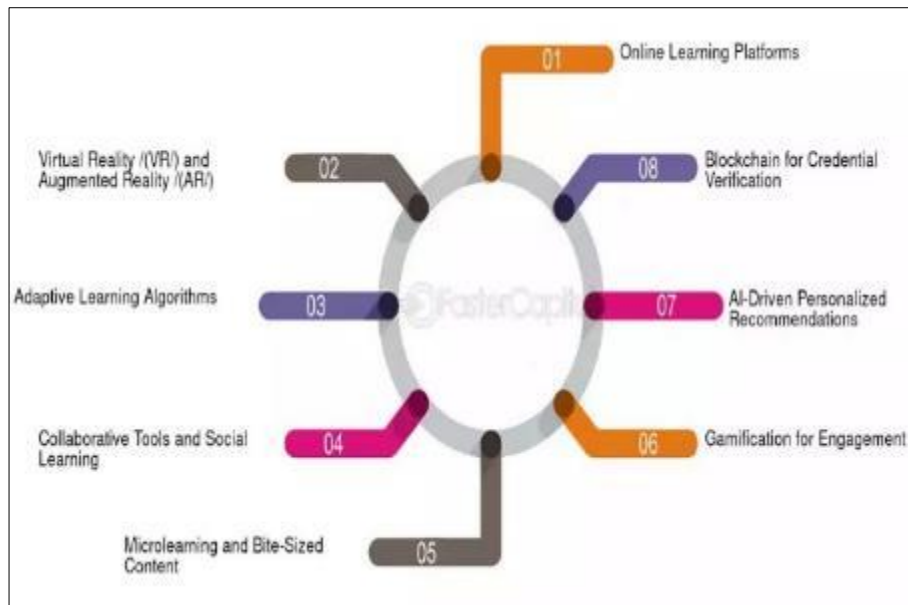 01
Online Learning Platforms
02
Virtual Reality /(VR/) and
Augmented Reality /(AR/)
03
Adaptive Learning Algorithms
04
Collaborative Tools and Social
Learning
05
Microlearning and Bite-Sized
Content
06
Gamification for Engagement
07
AI-Driven Personalized
Recommendations
08
Blockchain for Credential
Verification
FasterCapit